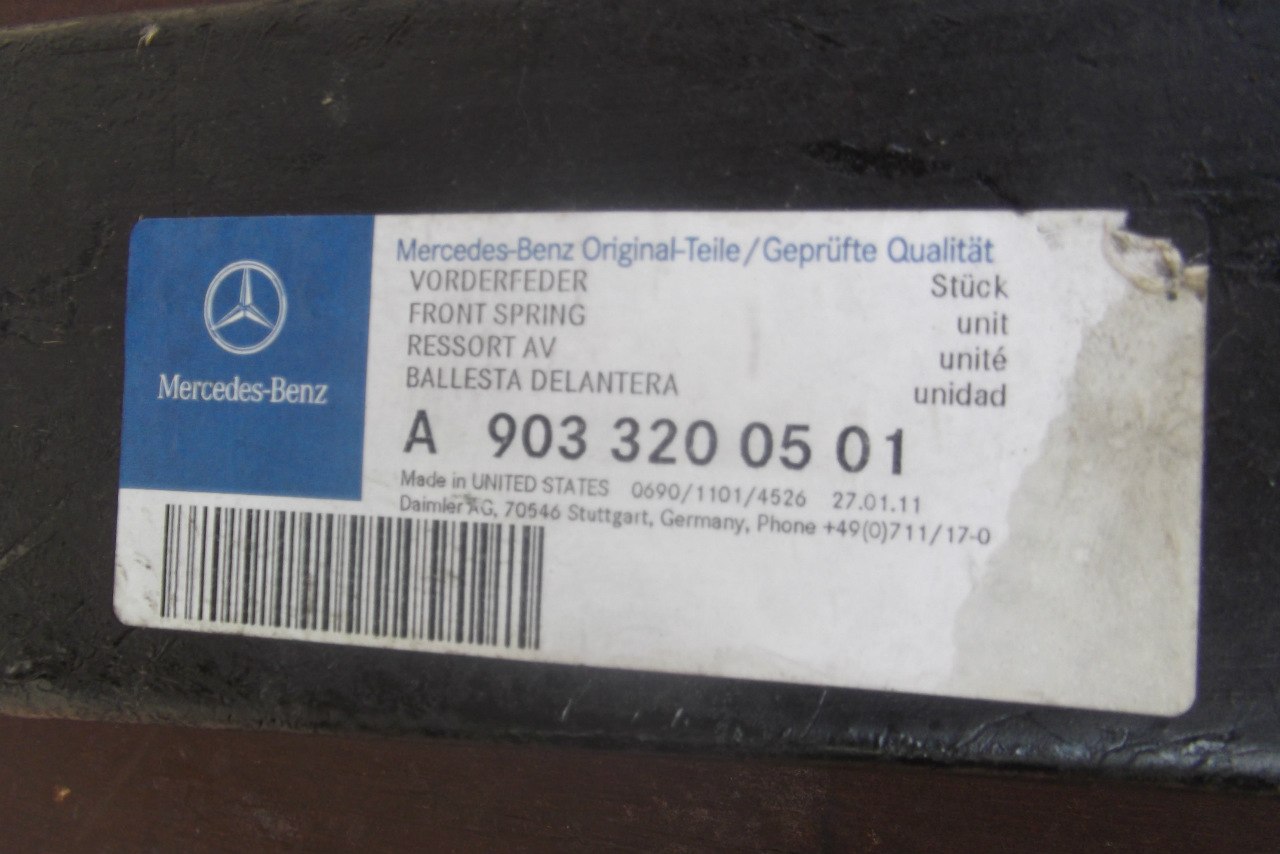 Mercedes-Benz
Mercedes-Benz Original-Teile/Geprüfte Qualität
VORDERFEDER Stück
FRONT SPRING unit
RESSORT AV unité
BALLESTA DELANTERA unidad
A 903 320 05 01
Made in UNITED STATES 0690/1101/4526 27.01.11
Daimler AG, 70546 Stuttgart, Germany, Phone +49(0)711/17-0